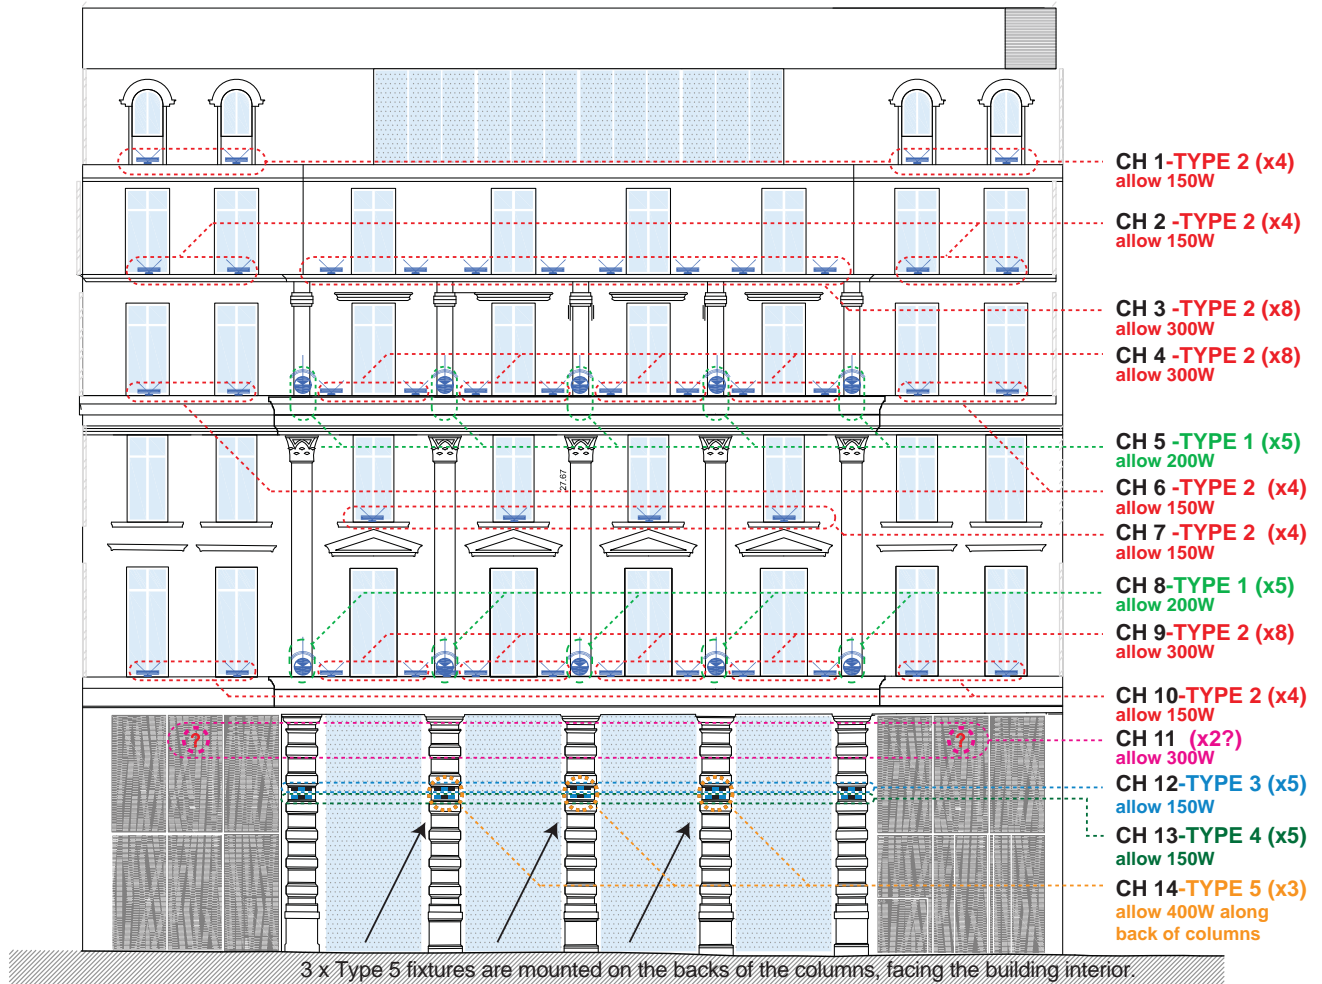 CH 1-TYPE 2 (x4)
allow 150W
CH 2 -TYPE 2 (x4)
allow 150W
CH 3 -TYPE 2 (x8)
allow 300W
CH 4 -TYPE 2 (x8)
allow 300W
CH 5 -TYPE 1 (x5)
allow 200W
27.67
CH 6 -TYPE 2 (x4)
allow 150W
CH 7 -TYPE 2 (x4)
allow 150W
CH 8-TYPE 1 (x5)
allow 200W
CH 9-TYPE 2 (x8)
allow 300W
CH 10-TYPE 2 (x4)
allow 150W
?
?
CH 11 (x2?)
allow 300W
CH 12-TYPE 3 (x5)
allow 150W
CH 13-TYPE 4 (x5)
allow 150W
CH 14-TYPE 5 (x3)
allow 400W along
back of columns
3 x Type 5 fixtures are mounted on the backs of the columns, facing the building interior.